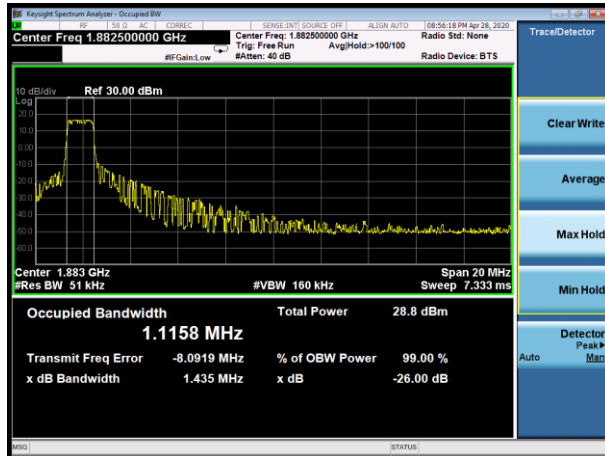 Keysight Spectrum Analyzer - Occupied BW
RF 50 Ω AC CORREC SENSE:INT SOURCE OFF ALIGN AUTO 08:56:18 PM Apr 28, 2020
Center Freq 1.882500000 GHz Center Freq: 1.882500000 GHz Radio Std: None Trace/Detector
Trig: Free Run Avg|Hold:>100/100
#IFGain:Low #Atten: 40 dB Radio Device: BTS
10 dB/div Ref 30.00 dBm
Log
20.0
10.0
0.00
-10.0
-20.0
-30.0
-40.0
-50.0
-60.0
Center 1.883 GHz Span 20 MHz
#Res BW 51 kHz #VBW 160 kHz Sweep 7.333 ms
Occupied Bandwidth Total Power 28.8 dBm
1.1158 MHz
Transmit Freq Error -8.0919 MHz % of OBW Power 99.00 %
x dB Bandwidth 1.435 MHz x dB -26.00 dB
Clear Write
Average
Max Hold
Min Hold
Detector
Peak▶
Auto Man
MSG STATUS